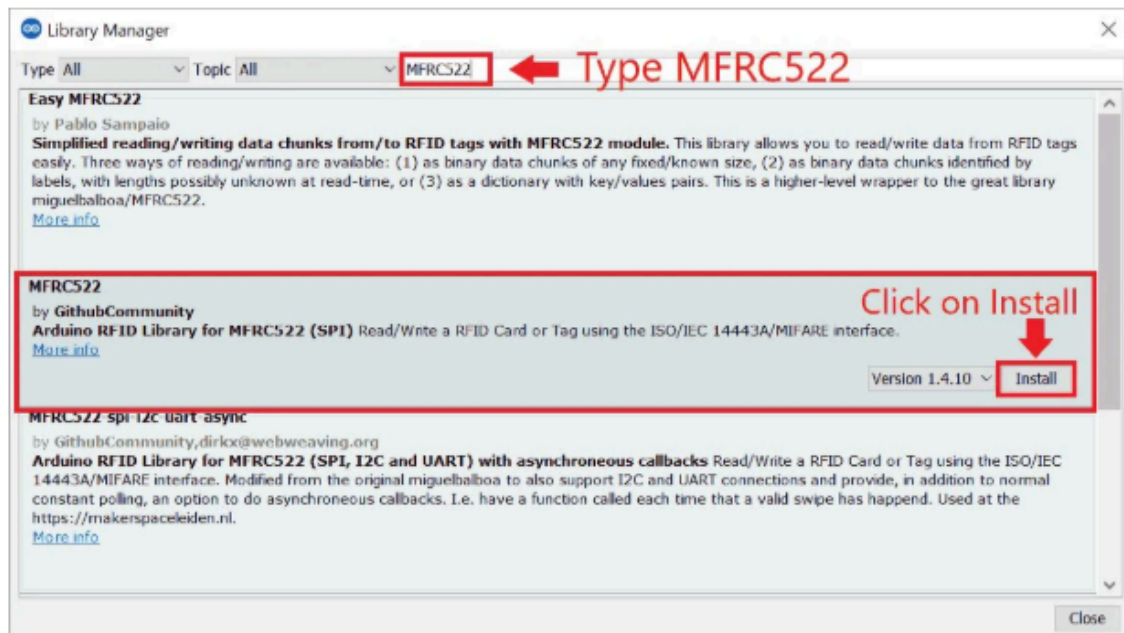 Library Manager
Type All Topic All MFRC522 Type MFRC522
Easy MFRC522
by Pablo Sampaio
Simplified reading/writing data chunks from/to RFID tags with MFRC522 module. This library allows you to read/write data from RFID tags
easily. Three ways of reading/writing are available: (1) as binary data chunks of any fixed/known size, (2) as binary data chunks identified by
labels, with lengths possibly unknown at read-time, or (3) as a dictionary with key/values pairs. This is a higher-level wrapper to the great library
miguelbalboa/MFRC522.
More info
MFRC522
by GithubCommunity
Click on Install
Arduino RFID Library for MFRC522 (SPI) Read/Write a RFID Card or Tag using the ISO/IEC 14443A/MIFARE interface.
More info
Version 1.4.10 Install
MFRC522-spi-i2c-uart-async
by GithubCommunity,dirkx@webweaving.org
Arduino RFID Library for MFRC522 (SPI, I2C and UART) with asynchroneous callbacks Read/Write a RFID Card or Tag using the ISO/IEC
14443A/MIFARE interface. Modified from the original miguelbalboa to also support I2C and UART connections and provide, in addition to normal
constant polling, an option to do asynchroneous callbacks. I.e. have a function called each time that a valid swipe has happend. Used at the
https://makerspaceleiden.nl.
More info
Close